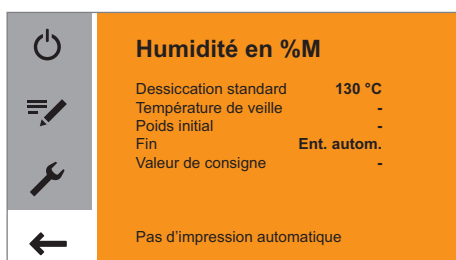 Humidité en %M
Dessiccation standard 130 °C
Température de veille -
Poids initial -
Fin Ent. autom.
Valeur de consigne -
Pas d'impression automatique